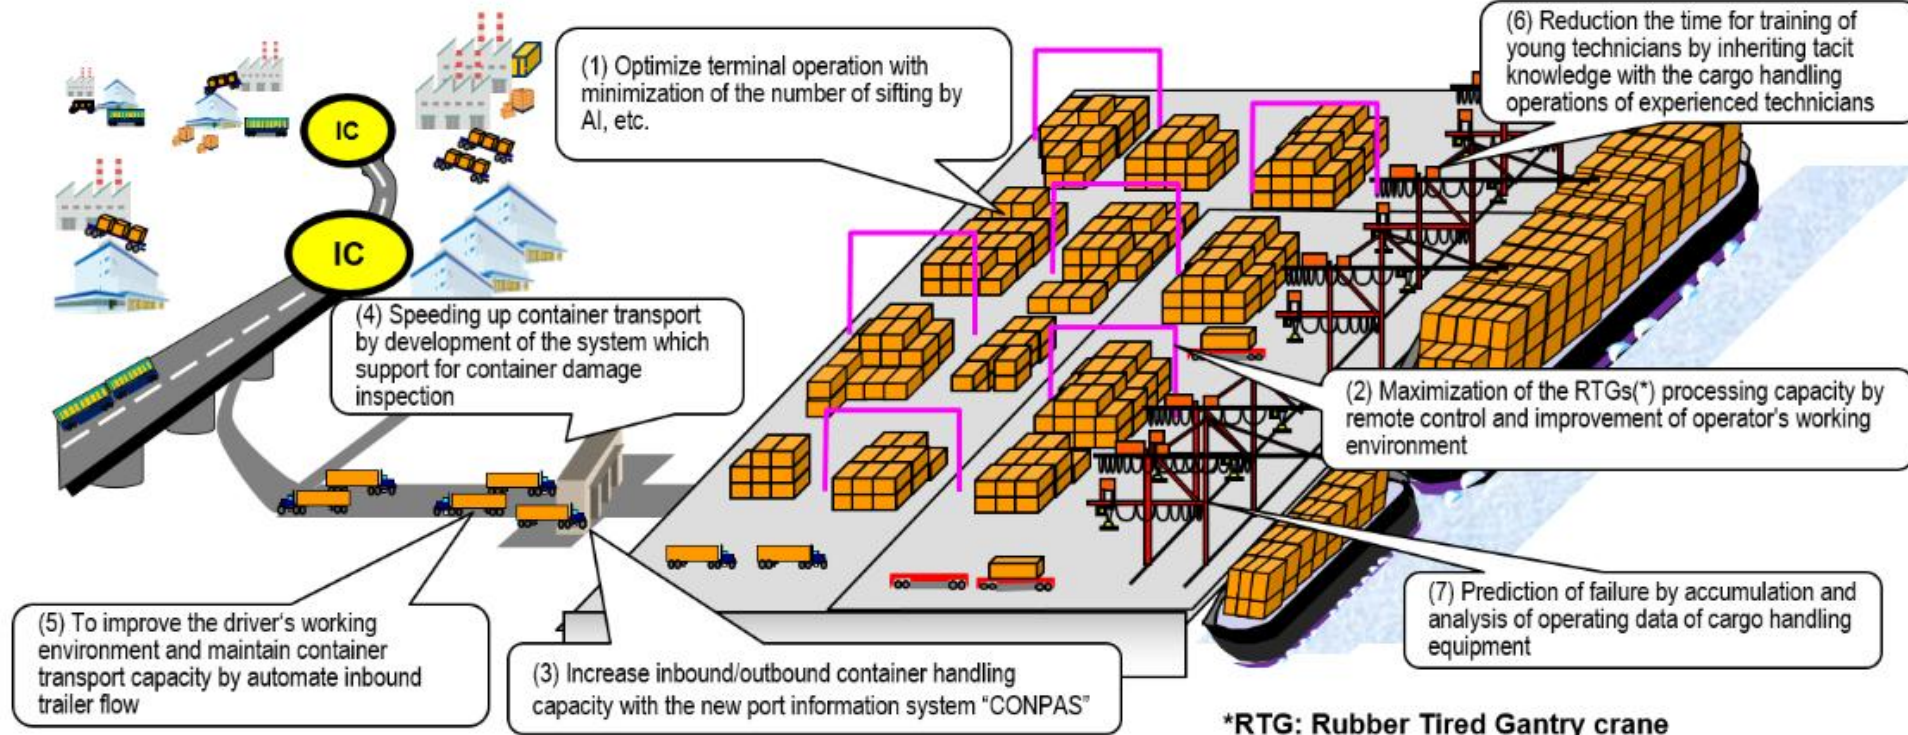 (1) Optimize terminal operation with
minimization of the number of sifting by
AI, etc.
(6) Reduction the time for training of
young technicians by inheriting tacit
knowledge with the cargo handling
operations of experienced technicians
IC
IC
(4) Speeding up container transport
by development of the system which
support for container damage
inspection
(2) Maximization of the RTGs(*) processing capacity by
remote control and improvement of operator's working
environment
(5) To improve the driver's working
environment and maintain container
transport capacity by automate inbound
trailer flow
(3) Increase inbound/outbound container handling
capacity with the new port information system “CONPAS”
(7) Prediction of failure by accumulation and
analysis of operating data of cargo handling
equipment
*RTG: Rubber Tired Gantry crane